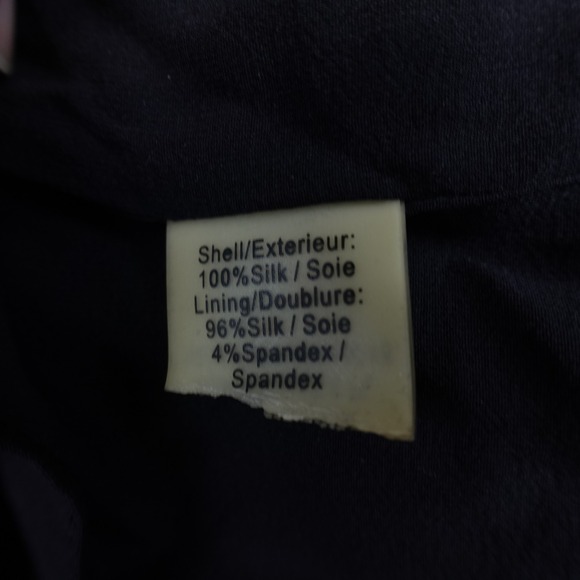 Shell/Exterieur:
100%Silk / Soie
Lining/Doublure:
96%Silk / Soie
4%Spandex /
Spandex